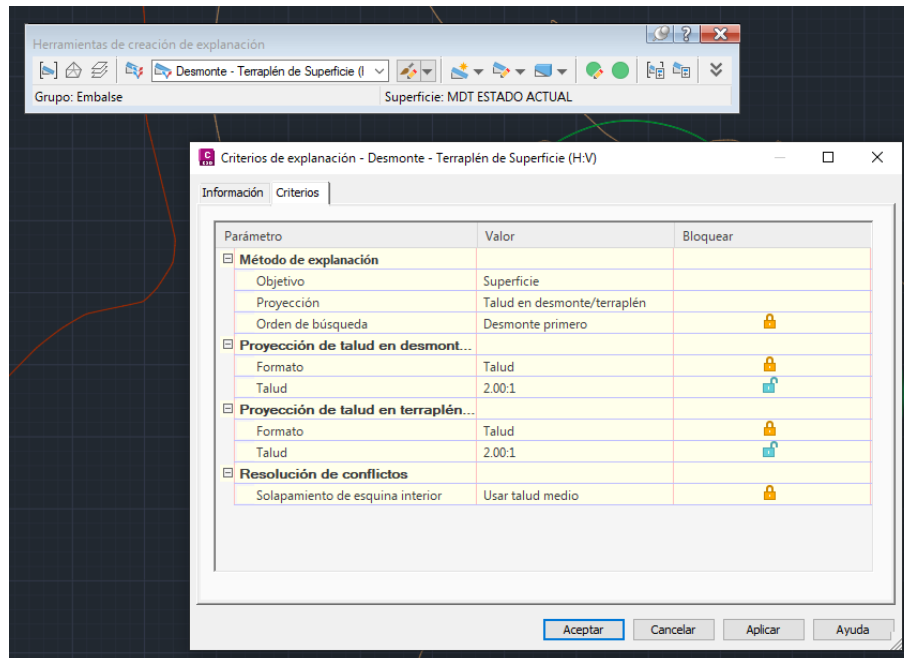 Herramientas de creación de explanación
Desmonte - Terraplén de Superficie (I
Grupo: Embalse Superficie: MDT ESTADO ACTUAL
Criterios de explanación - Desmonte - Terraplén de Superficie (H:V)
Información Criterios
Parámetro Valor Bloquear
Método de explanación
Objetivo Superficie
Proyección Talud en desmonte/terraplén
Orden de búsqueda Desmonte primero
Proyección de talud en desmont...
Formato Talud
Talud 2.00:1
Proyección de talud en terraplén...
Formato Talud
Talud 2.00:1
Resolución de conflictos
Solapamiento de esquina interior Usar talud medio
Aceptar Cancelar Aplicar Ayuda